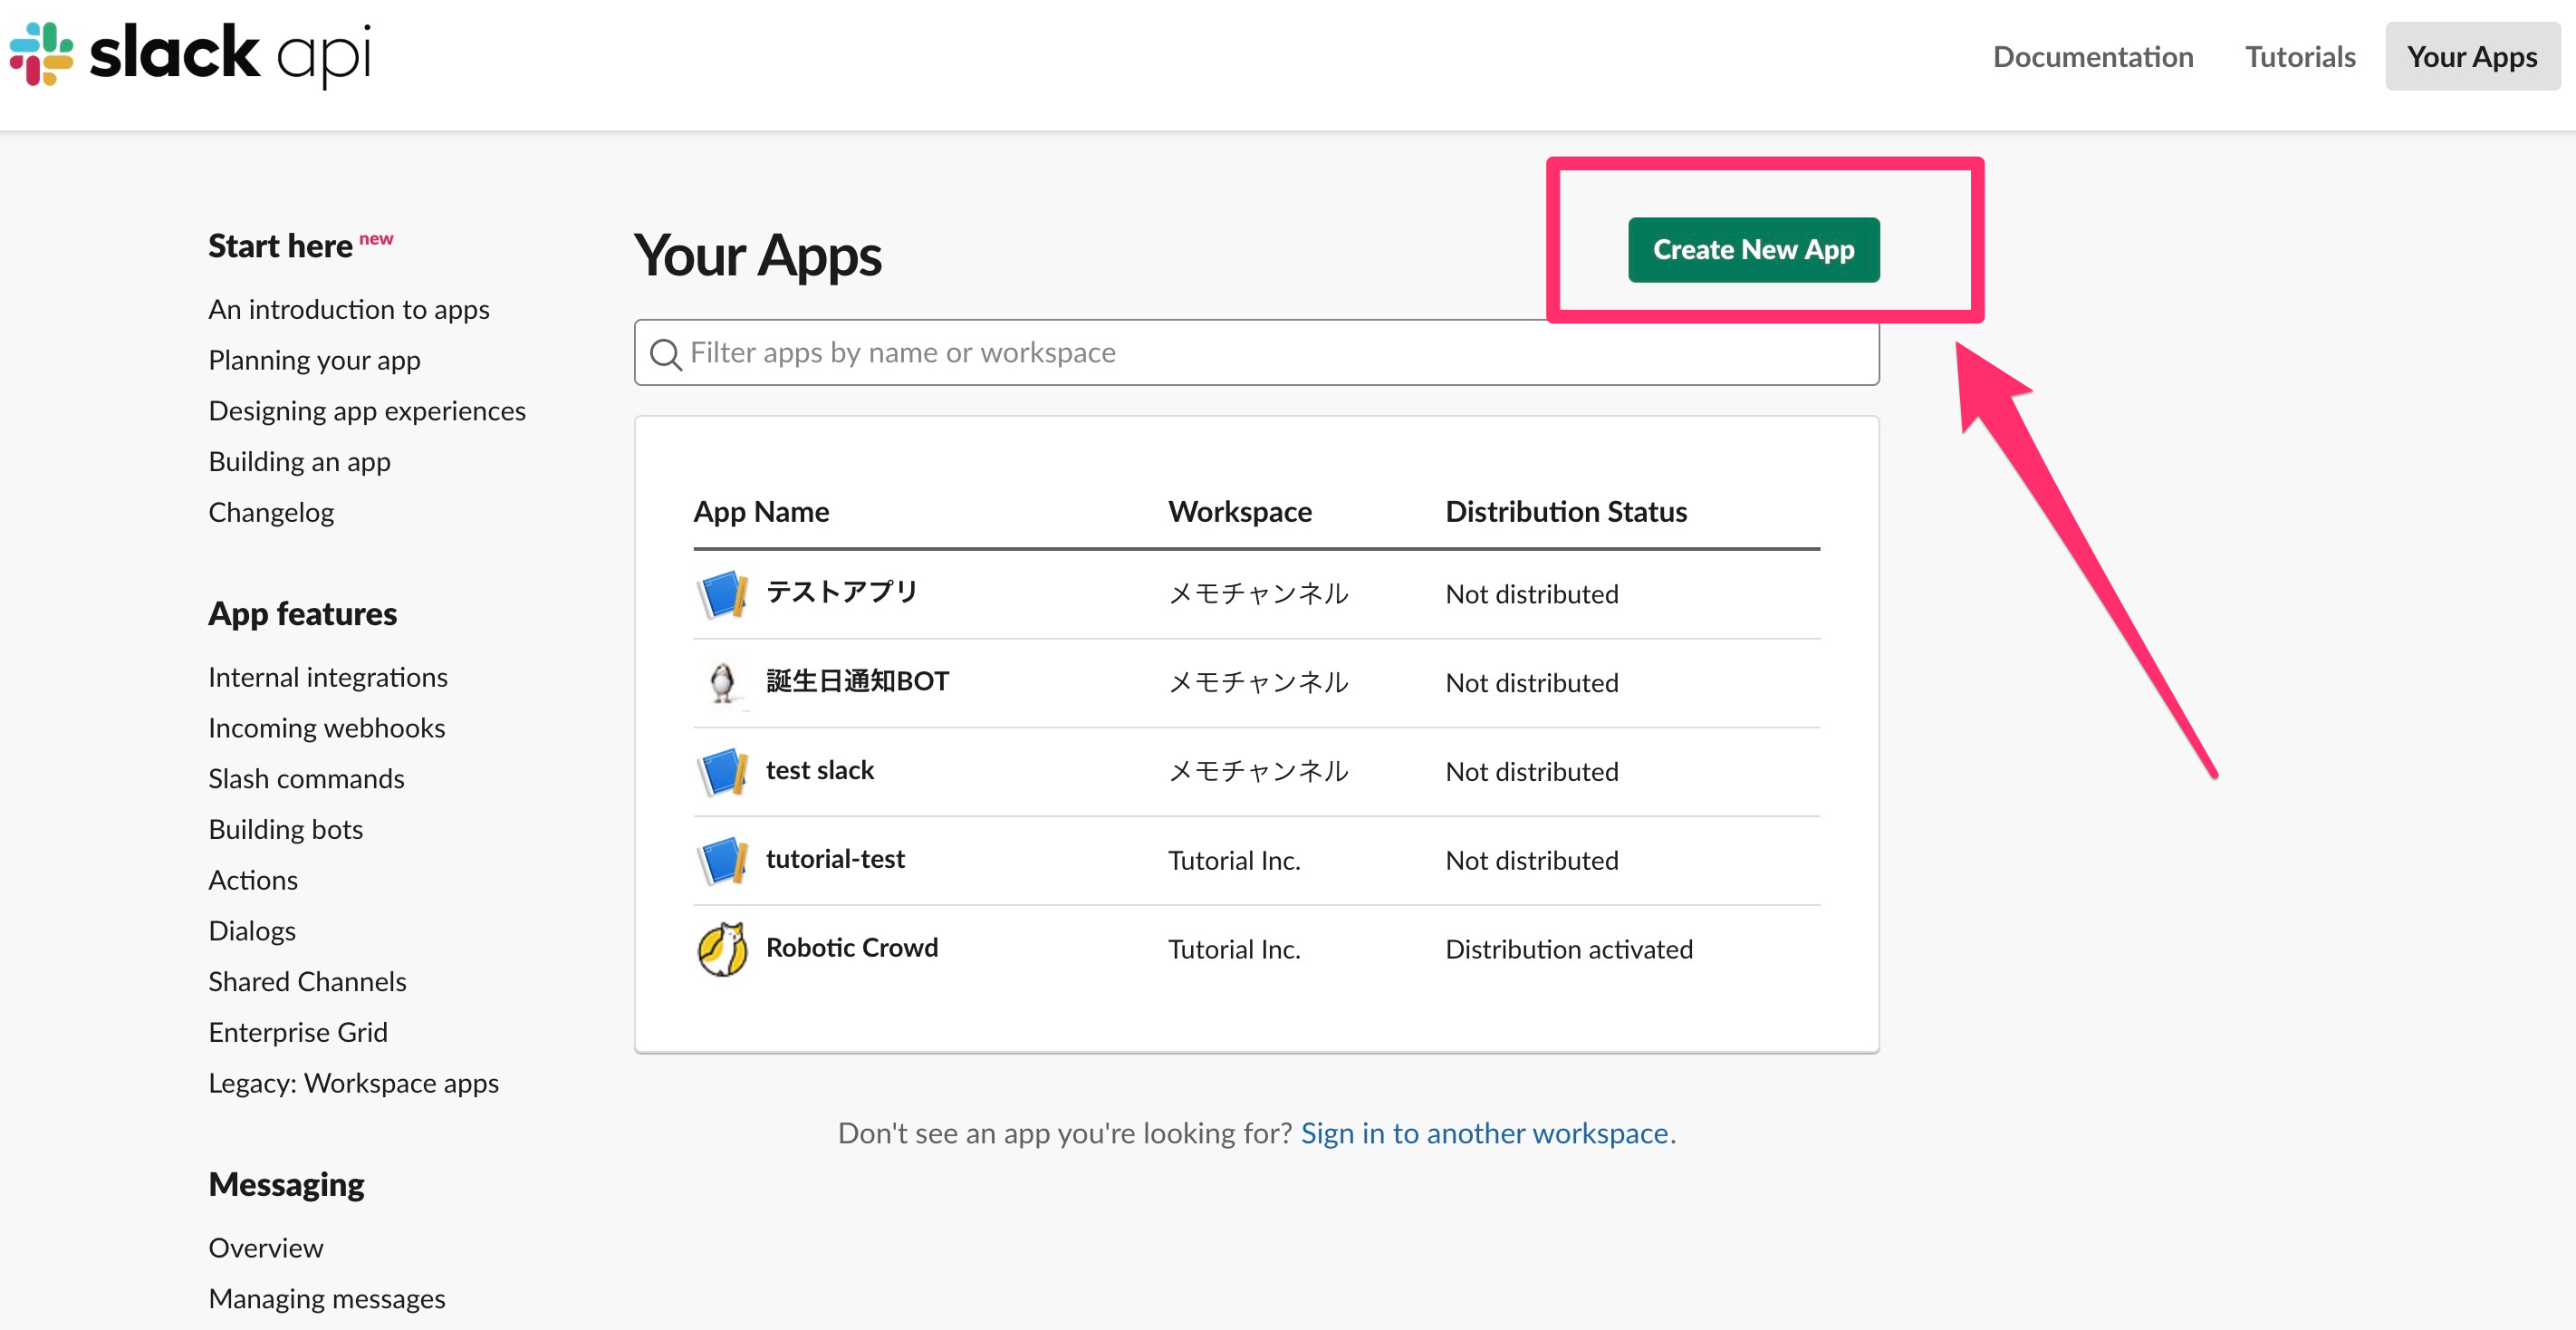 slack api
Documentation Tutorials Your Apps
Start here new
An introduction to apps
Planning your app
Designing app experiences
Building an app
Changelog
App features
Internal integrations
Incoming webhooks
Slash commands
Building bots
Actions
Dialogs
Shared Channels
Enterprise Grid
Legacy: Workspace apps
Messaging
Overview
Managing messages
Your Apps
Create New App
Filter apps by name or workspace
App Name Workspace Distribution Status
テストアプリ メモチャンネル Not distributed
誕生日通知BOT メモチャンネル Not distributed
test slack メモチャンネル Not distributed
tutorial-test Tutorial Inc. Not distributed
Robotic Crowd Tutorial Inc. Distribution activated
Don't see an app you're looking for? Sign in to another workspace.